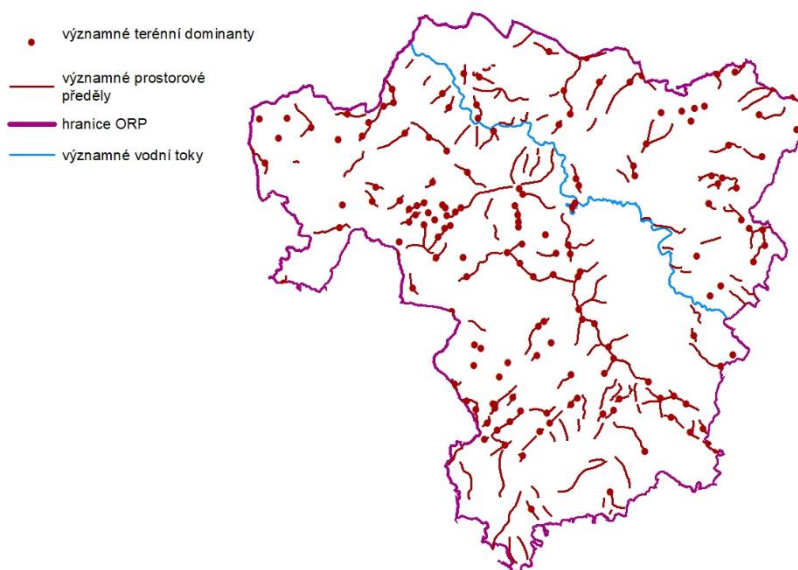 významné terénní dominanty
významné prostorové
předěly
hranice ORP
významné vodní toky